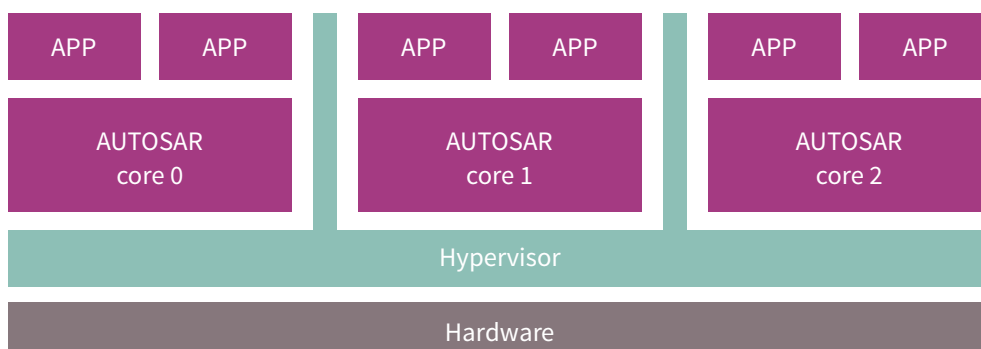 APP APP APP APP APP APP
AUTOSAR
core 0
AUTOSAR
core 1
AUTOSAR
core 2
Hypervisor
Hardware